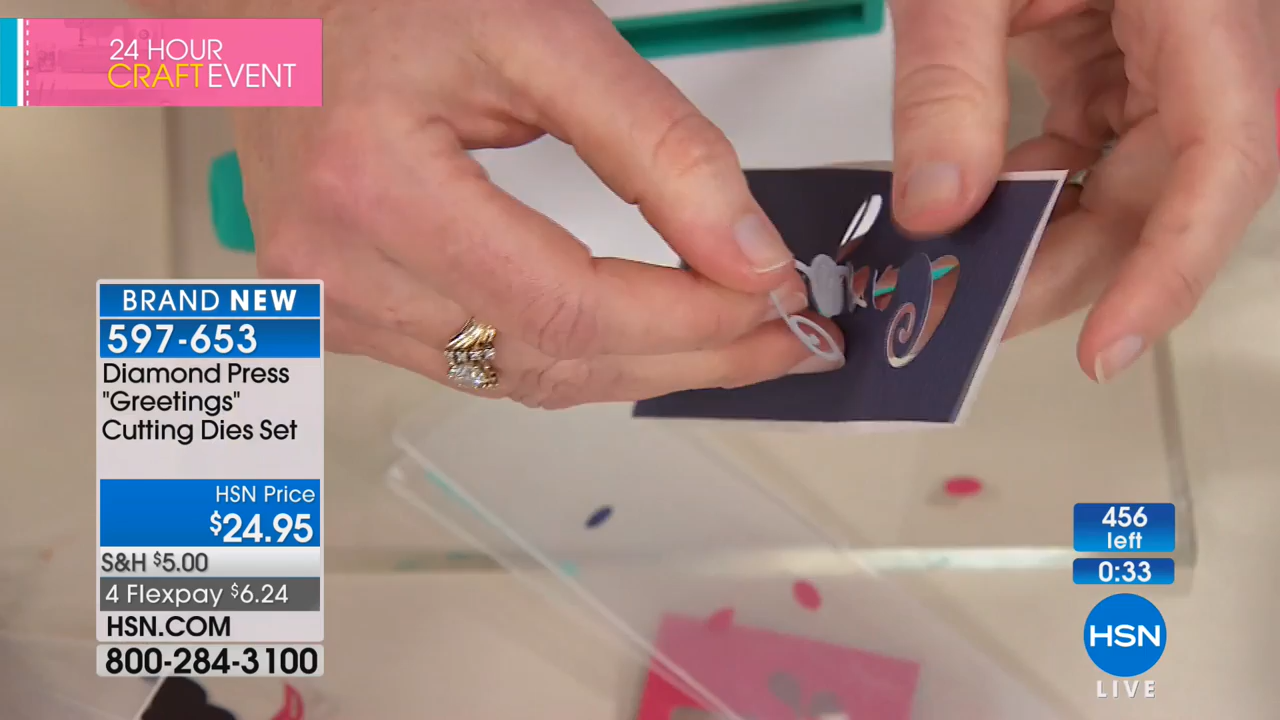 24 HOUR
CRAFT EVENT
BRAND NEW
597-653
Diamond Press
"Greetings"
Cutting Dies Set
HSN Price
$24.95
S&H $5.00
4 Flexpay $6.24
HSN.COM
800-284-3100
456
left
0:33
HSN
LIVE